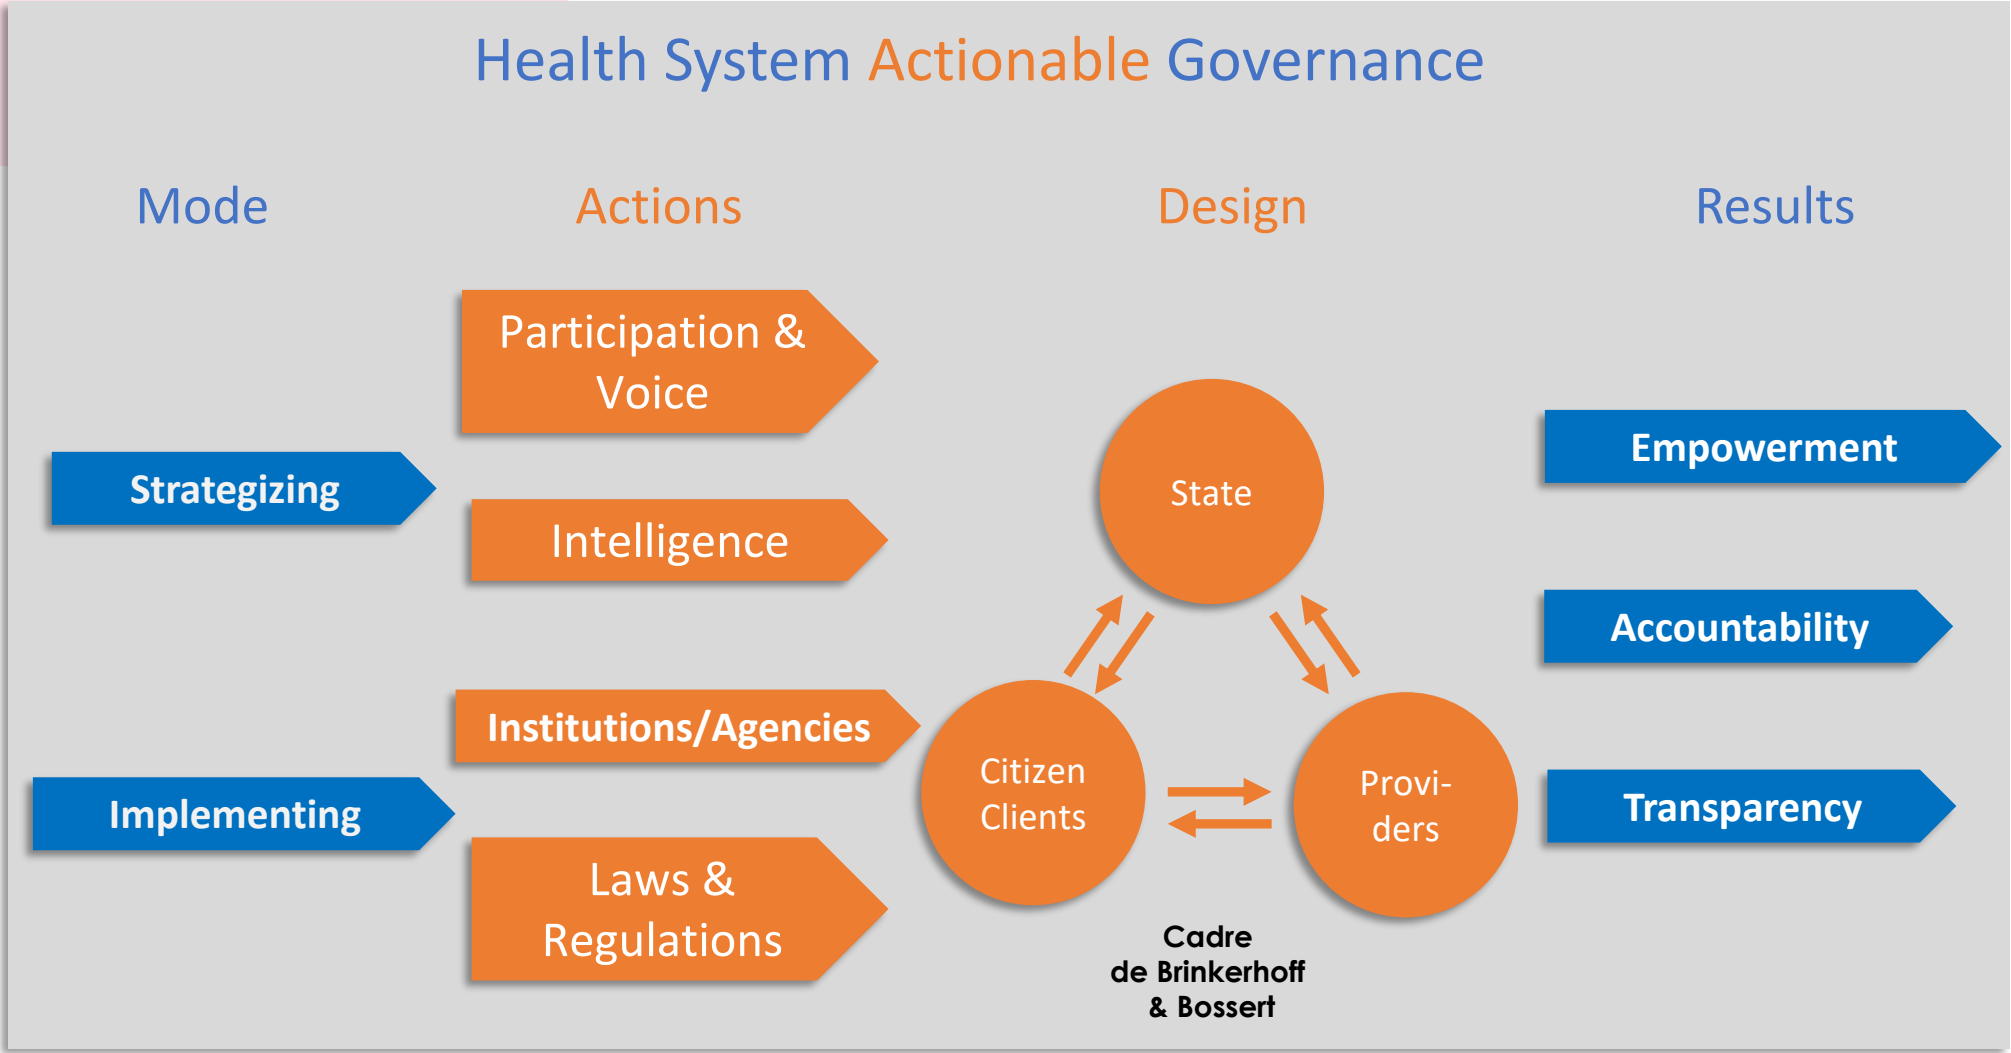 Health System Actionable Governance
Mode
Actions
Design
Results
Strategizing
Implementing
Participation &
Voice
Intelligence
Institutions/Agencies
Laws &
Regulations
State
Citizen
Clients
Provi-
ders
Cadre
de Brinkerhoff
& Bossert
Empowerment
Accountability
Transparency